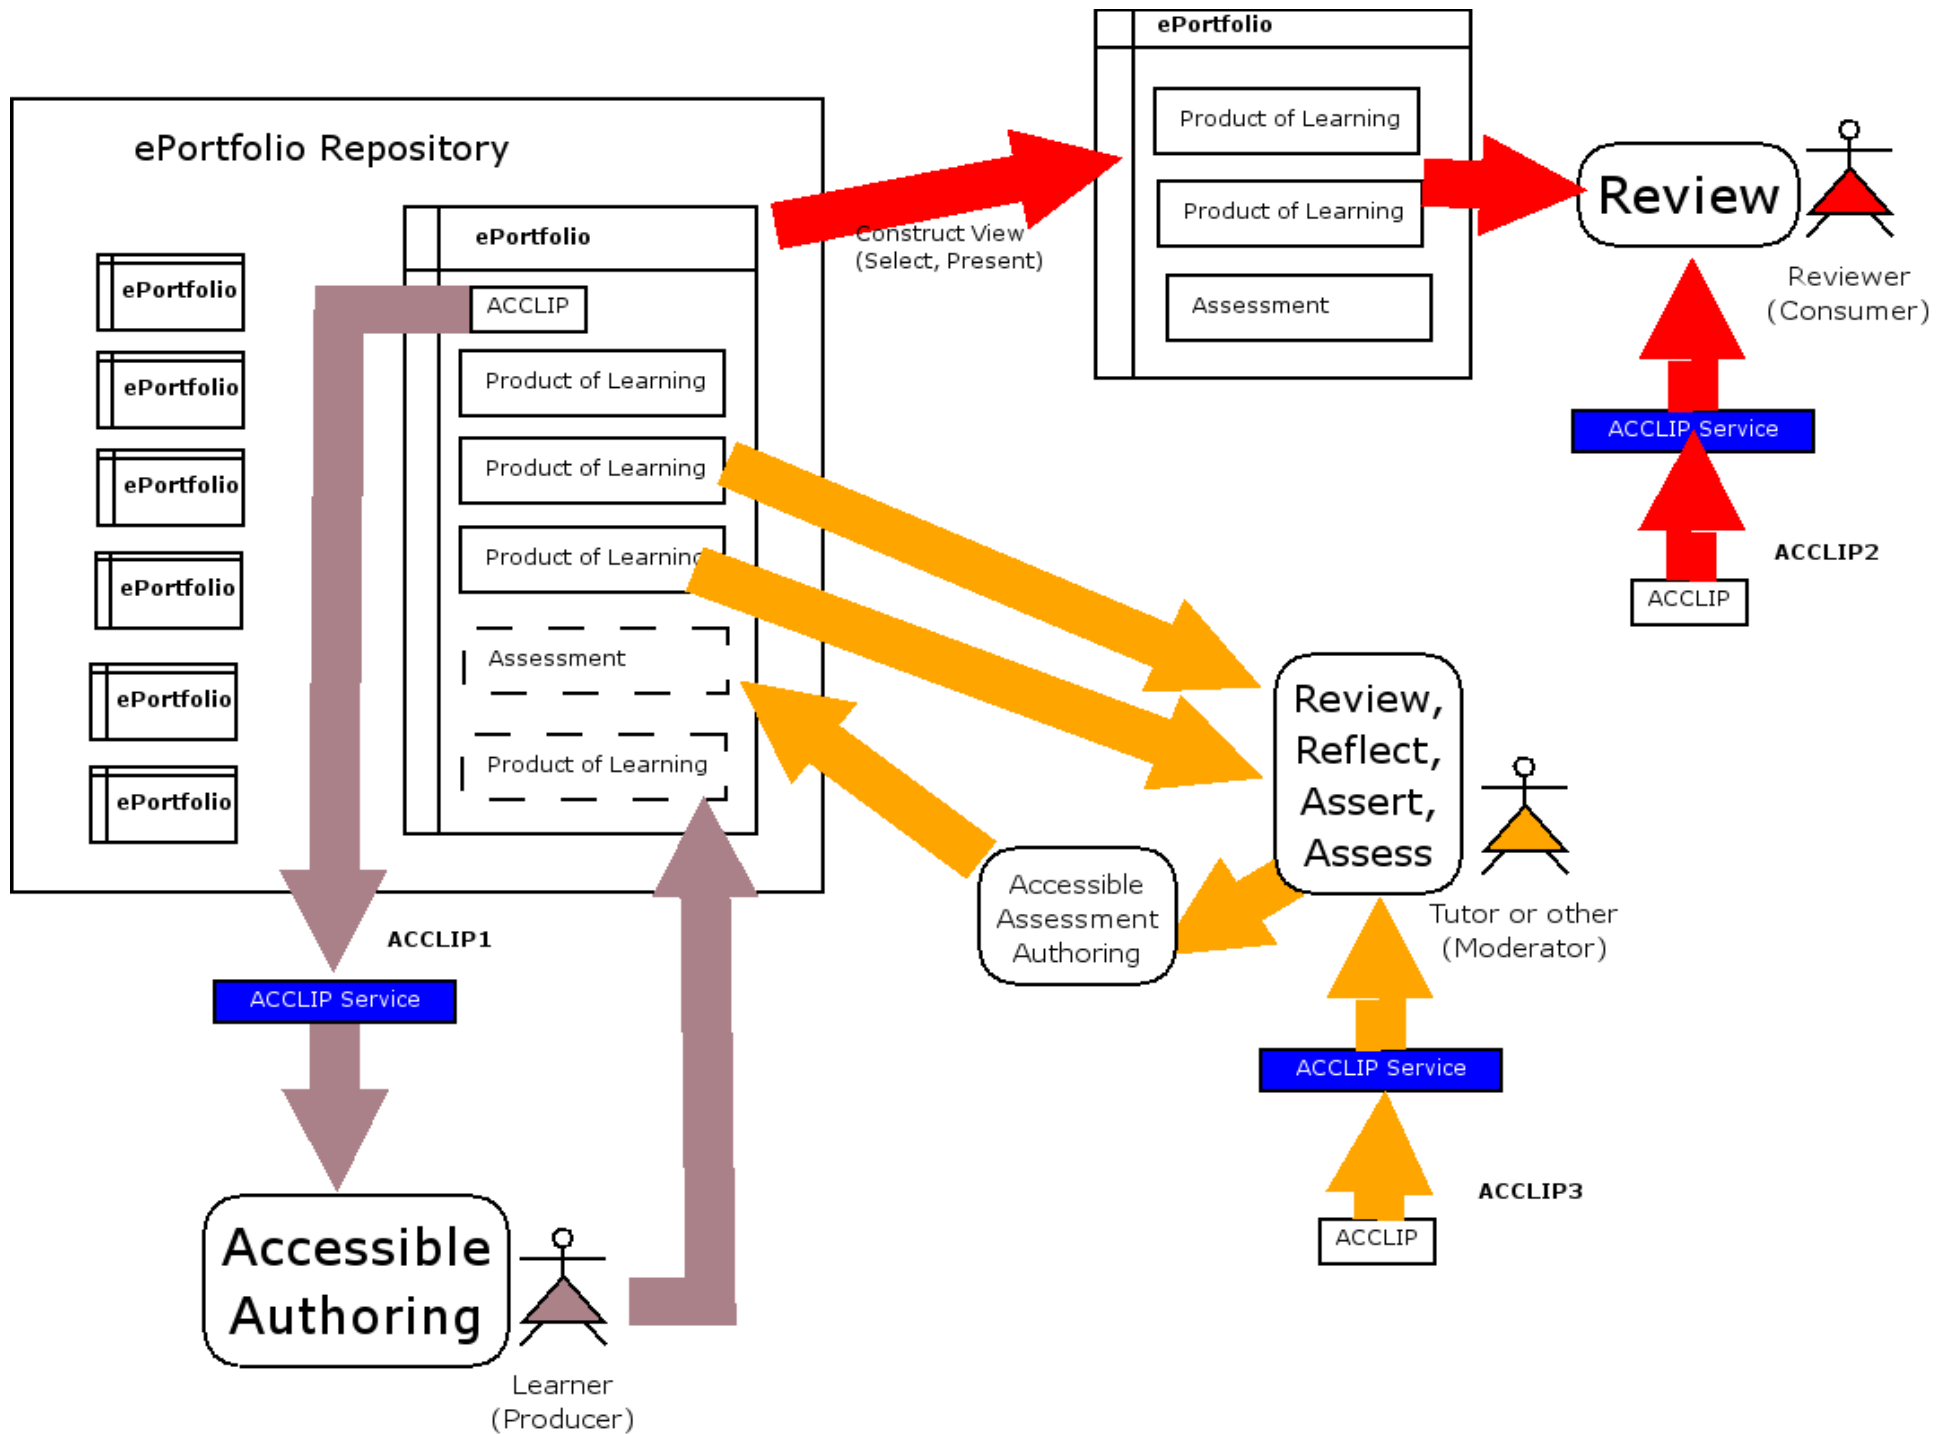 ePortfolio
Product of Learning
Product of Learning
Assessment
Review
Reviewer
(Consumer)
ACCLIP Service
ACCLIP2
ACCLIP
ePortfolio Repository
ePortfolio
ePortfolio
ePortfolio
ePortfolio
ePortfolio
ePortfolio
ePortfolio
ACCLIP
Product of Learning
Product of Learning
Product of Learning
Assessment
Product of Learning
Construct View
(Select, Present)
Review,
Reflect,
Assert,
Assess
Tutor or other
(Moderator)
Accessible
Assessment
Authoring
ACCLIP Service
ACCLIP3
ACCLIP
ACCLIP1
ACCLIP Service
Accessible
Authoring
Learner
(Producer)